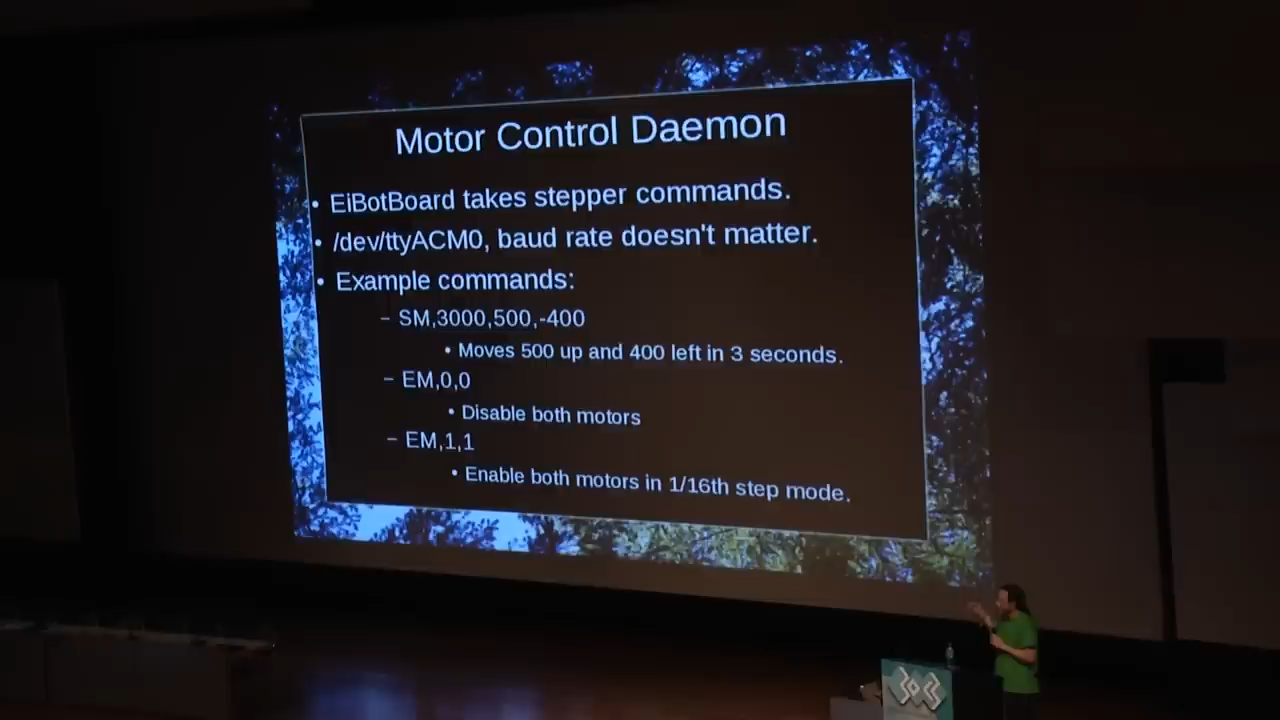 Motor Control Daemon
• EiBotBoard takes stepper commands.
• /dev/ttyACM0, baud rate doesn't matter.
• Example commands:
– SM,3000,500,-400
• Moves 500 up and 400 left in 3 seconds.
– EM,0,0
• Disable both motors
– EM,1,1
• Enable both motors in 1/16th step mode.